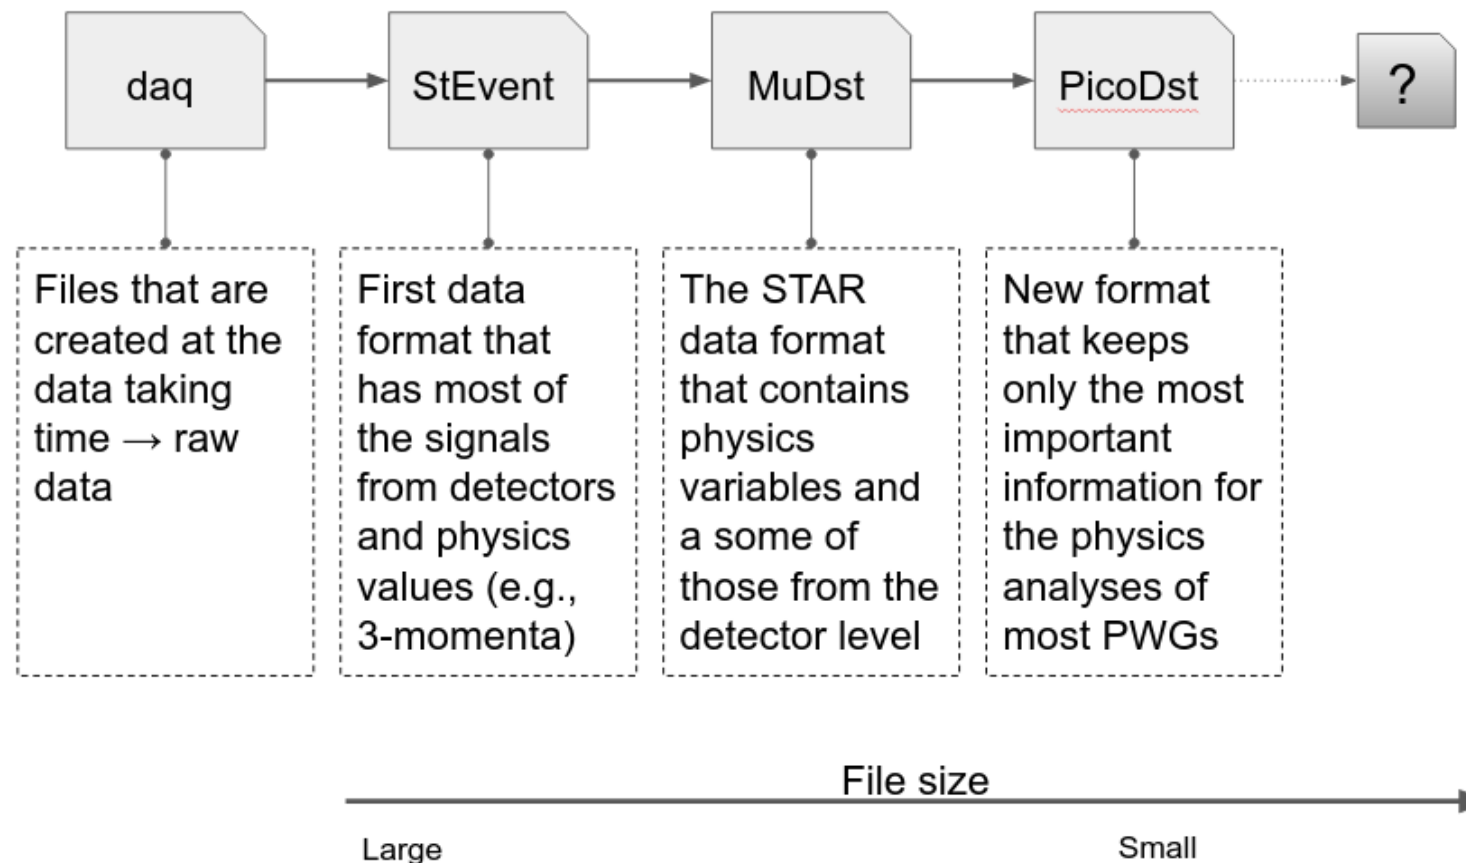 daq
StEvent
MuDst
PicoDst
?
Files that are
created at the
data taking
time → raw
data
First data
format that
has most of
the signals
from detectors
and physics
values (e.g.,
3-momenta)
The STAR
data format
that contains
physics
variables and
a some of
those from the
detector level
New format
that keeps
only the most
important
information for
the physics
analyses of
most PWGs
File size
Large
Small